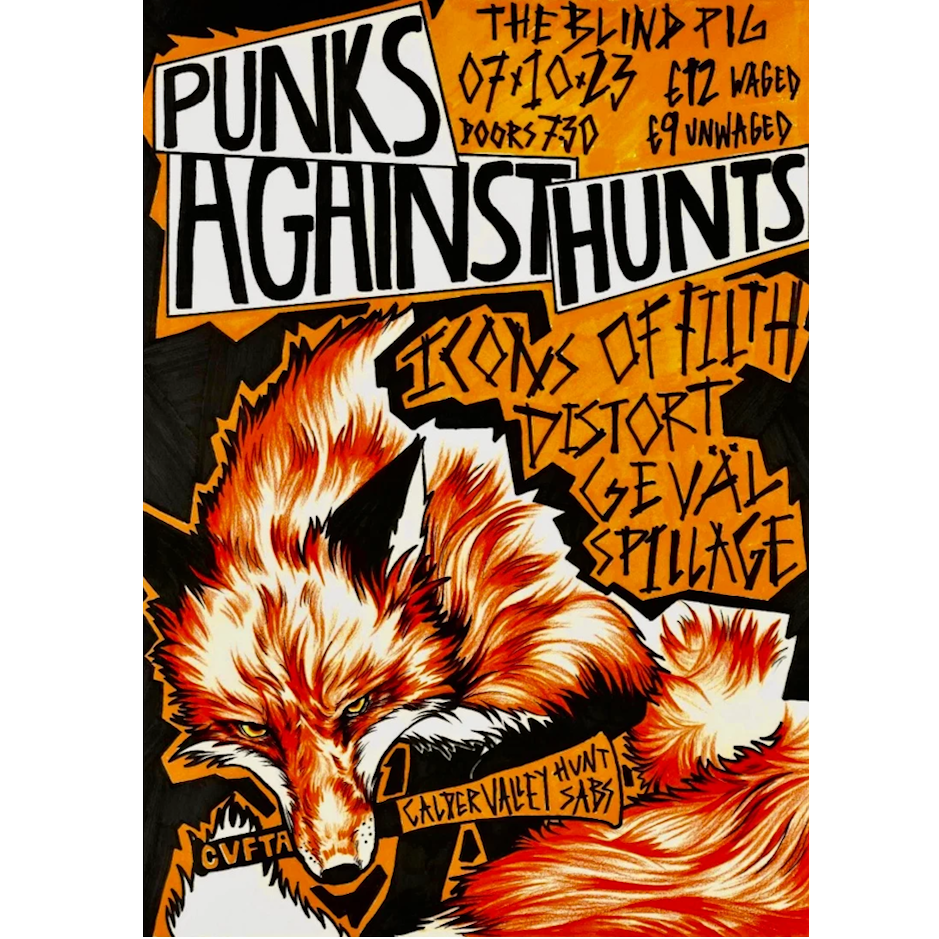 THE BLIND PIG
07x10x23
£12 WAGED
DOORS 730
£9 UNWAGED
PUNKS
AGAINST
HUNTS
ICONS OF FILTH
DISTORT
GEVÄL
SPILLAGE
CALDER VALLEY HUNT
SABS
CVFTA